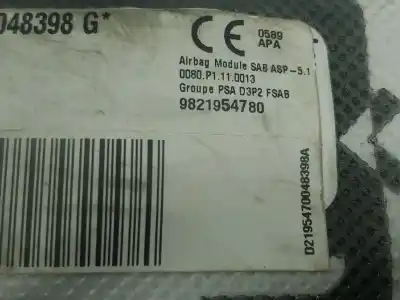 048398 G*
CE 0589
APA
Airbag Module SAB ASP-5.1
0080.P1.11.0013
Groupe PSA D3P2 FSAB
9821954780
D2195470048398A